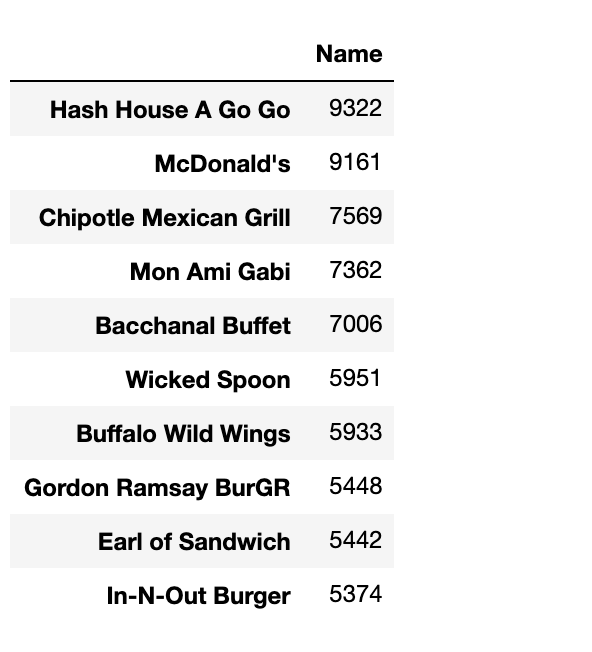 Name
Hash House A Go Go 9322
McDonald's 9161
Chipotle Mexican Grill 7569
Mon Ami Gabi 7362
Bacchanal Buffet 7006
Wicked Spoon 5951
Buffalo Wild Wings 5933
Gordon Ramsay BurGR 5448
Earl of Sandwich 5442
In-N-Out Burger 5374